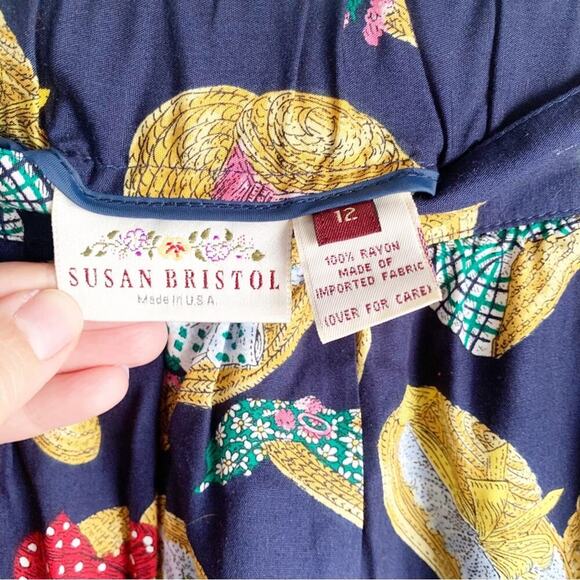 SUSAN BRISTOL
Made in U.S.A.
12
100% RAYON
MADE OF
IMPORTED FABRIC
(OVER FOR CARE)